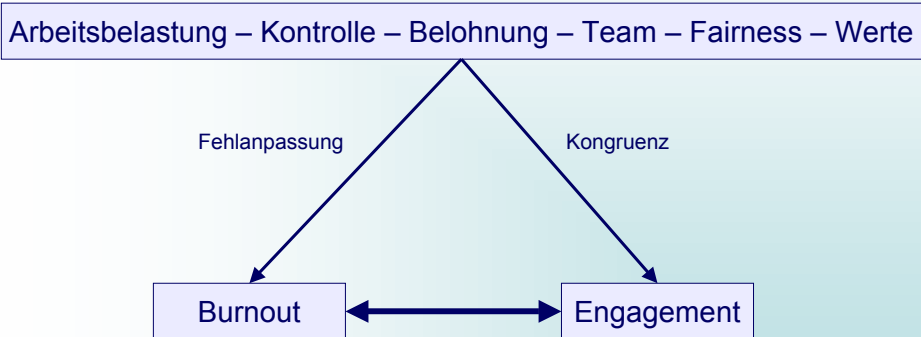 Arbeitsbelastung – Kontrolle – Belohnung – Team – Fairness – Werte
Fehlanpassung
Kongruenz
Burnout
Engagement